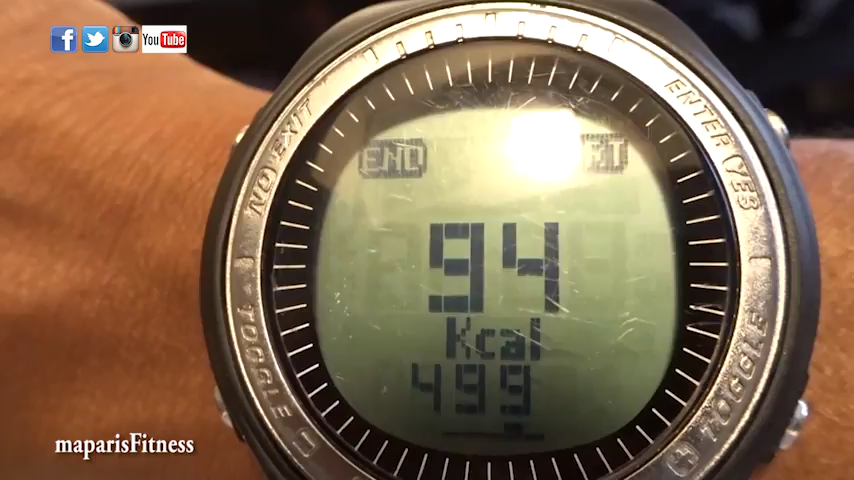 You Tube
NO EXIT
ENTER YES
END
94
Kcal
499
TOGGLE
TOGGLE
maparisFitness